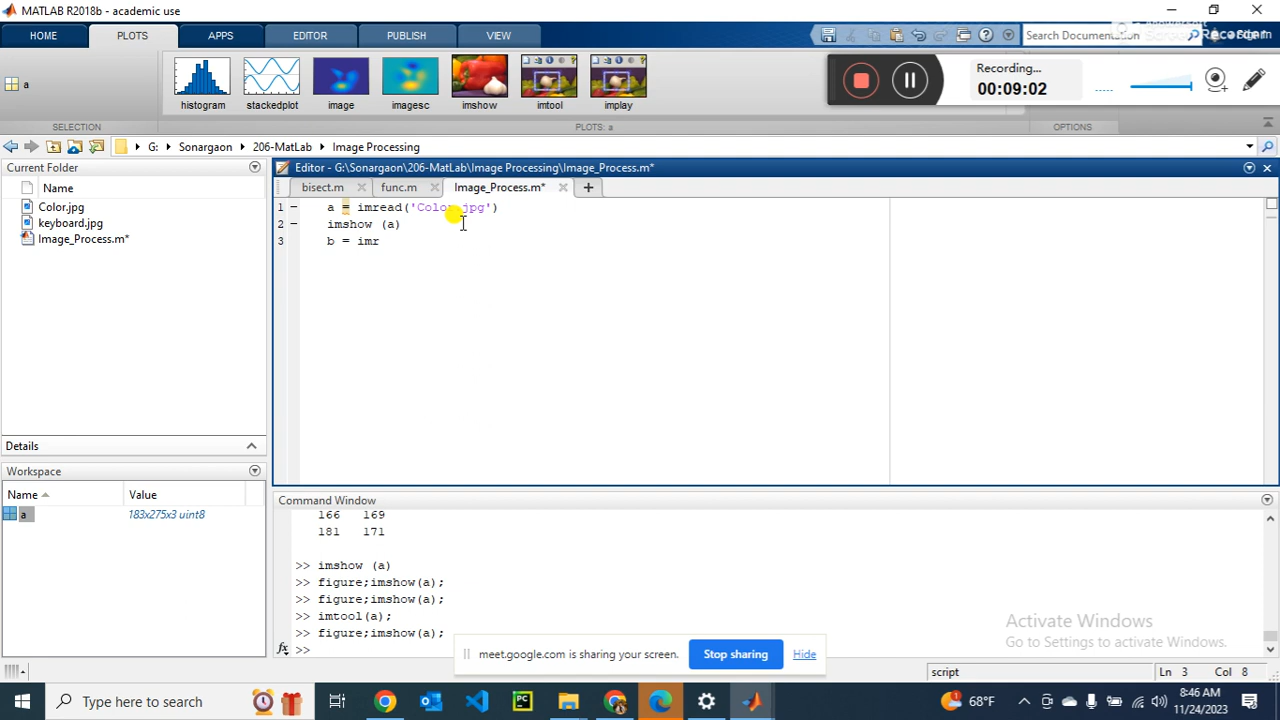 MATLAB R2018b - academic use
HOME PLOTS APPS EDITOR PUBLISH VIEW
Search Documentation
a
histogram stackedplot image imagesc imshow imtool implay
Recording...
00:09:02
SELECTION PLOTS: a OPTIONS
G: Sonargaon 206-MatLab Image Processing
Current Folder
Name
Color.jpg
keyboard.jpg
Image_Process.m*
Details
Workspace
Name Value
a 183x275x3 uint8
Editor - G:\Sonargaon\206-MatLab\Image Processing\Image_Process.m*
bisect.m func.m Image_Process.m*
1 a = imread('Color.jpg')
2 imshow (a)
3 b = imr
Command Window
166 169
181 171
>> imshow (a)
>> figure;imshow(a);
>> figure;imshow(a);
>> imtool(a);
>> figure;imshow(a);
fx >>
Activate Windows
Go to Settings to activate Windows.
meet.google.com is sharing your screen. Stop sharing Hide
script Ln 3 Col 8
Type here to search
68°F
8:46 AM
11/24/2023